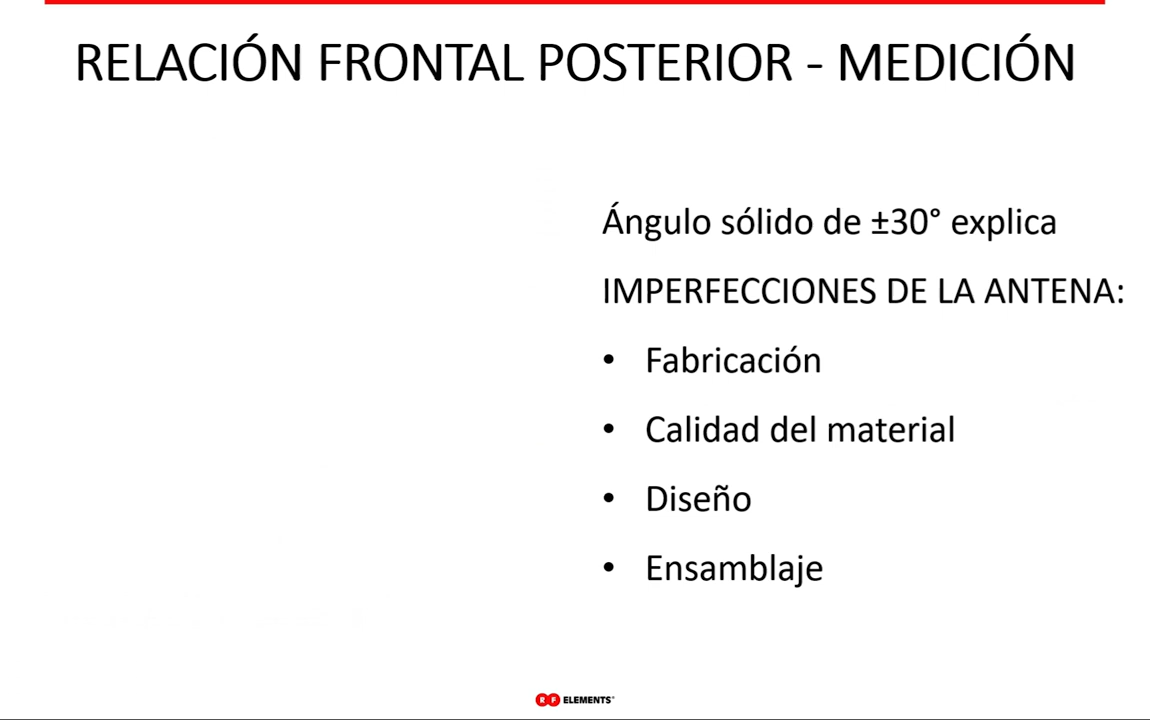 RELACIÓN FRONTAL POSTERIOR - MEDICIÓN
Ángulo sólido de ±30° explica
IMPERFECCIONES DE LA ANTENA:
• Fabricación
• Calidad del material
• Diseño
• Ensamblaje
RF ELEMENTS